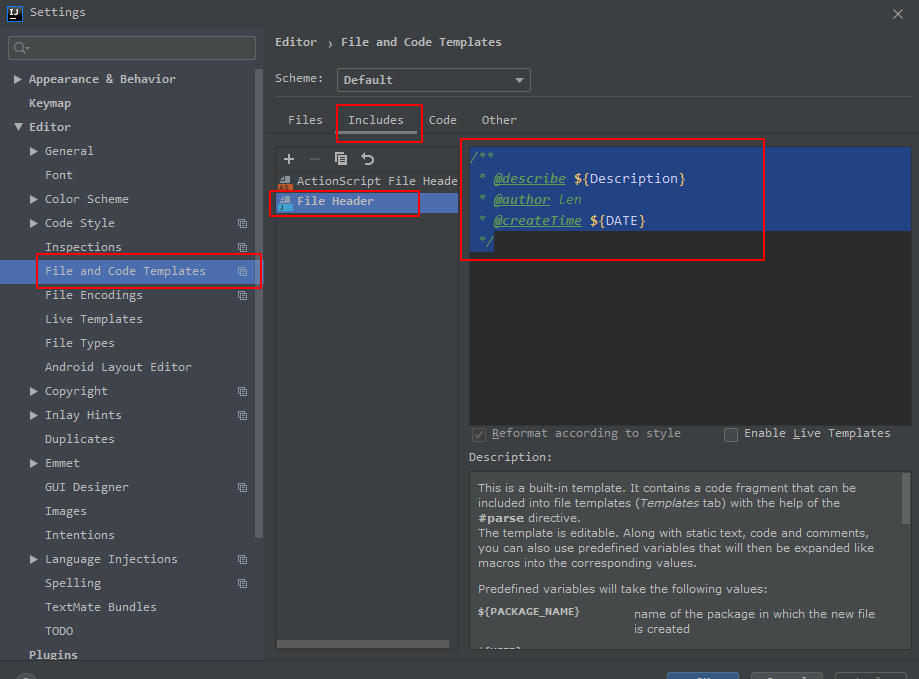 IJ Settings
Editor › File and Code Templates
Scheme: Default
Appearance & Behavior
Keymap
Editor
General
Font
Color Scheme
Code Style
Inspections
File and Code Templates
File Encodings
Live Templates
File Types
Android Layout Editor
Copyright
Inlay Hints
Duplicates
Emmet
GUI Designer
Images
Intentions
Language Injections
Spelling
TextMate Bundles
TODO
Plugins
Files Includes Code Other
ActionScript File Heade
File Header
/**
* @describe ${Description}
* @author len
* @createTime ${DATE}
*/
Reformat according to style Enable Live Templates
Description:
This is a built-in template. It contains a code fragment that can be
included into file templates (Templates tab) with the help of the
#parse directive.
The template is editable. Along with static text, code and comments,
you can also use predefined variables that will then be expanded like
macros into the corresponding values.
Predefined variables will take the following values:
${PACKAGE_NAME} name of the package in which the new file
is created